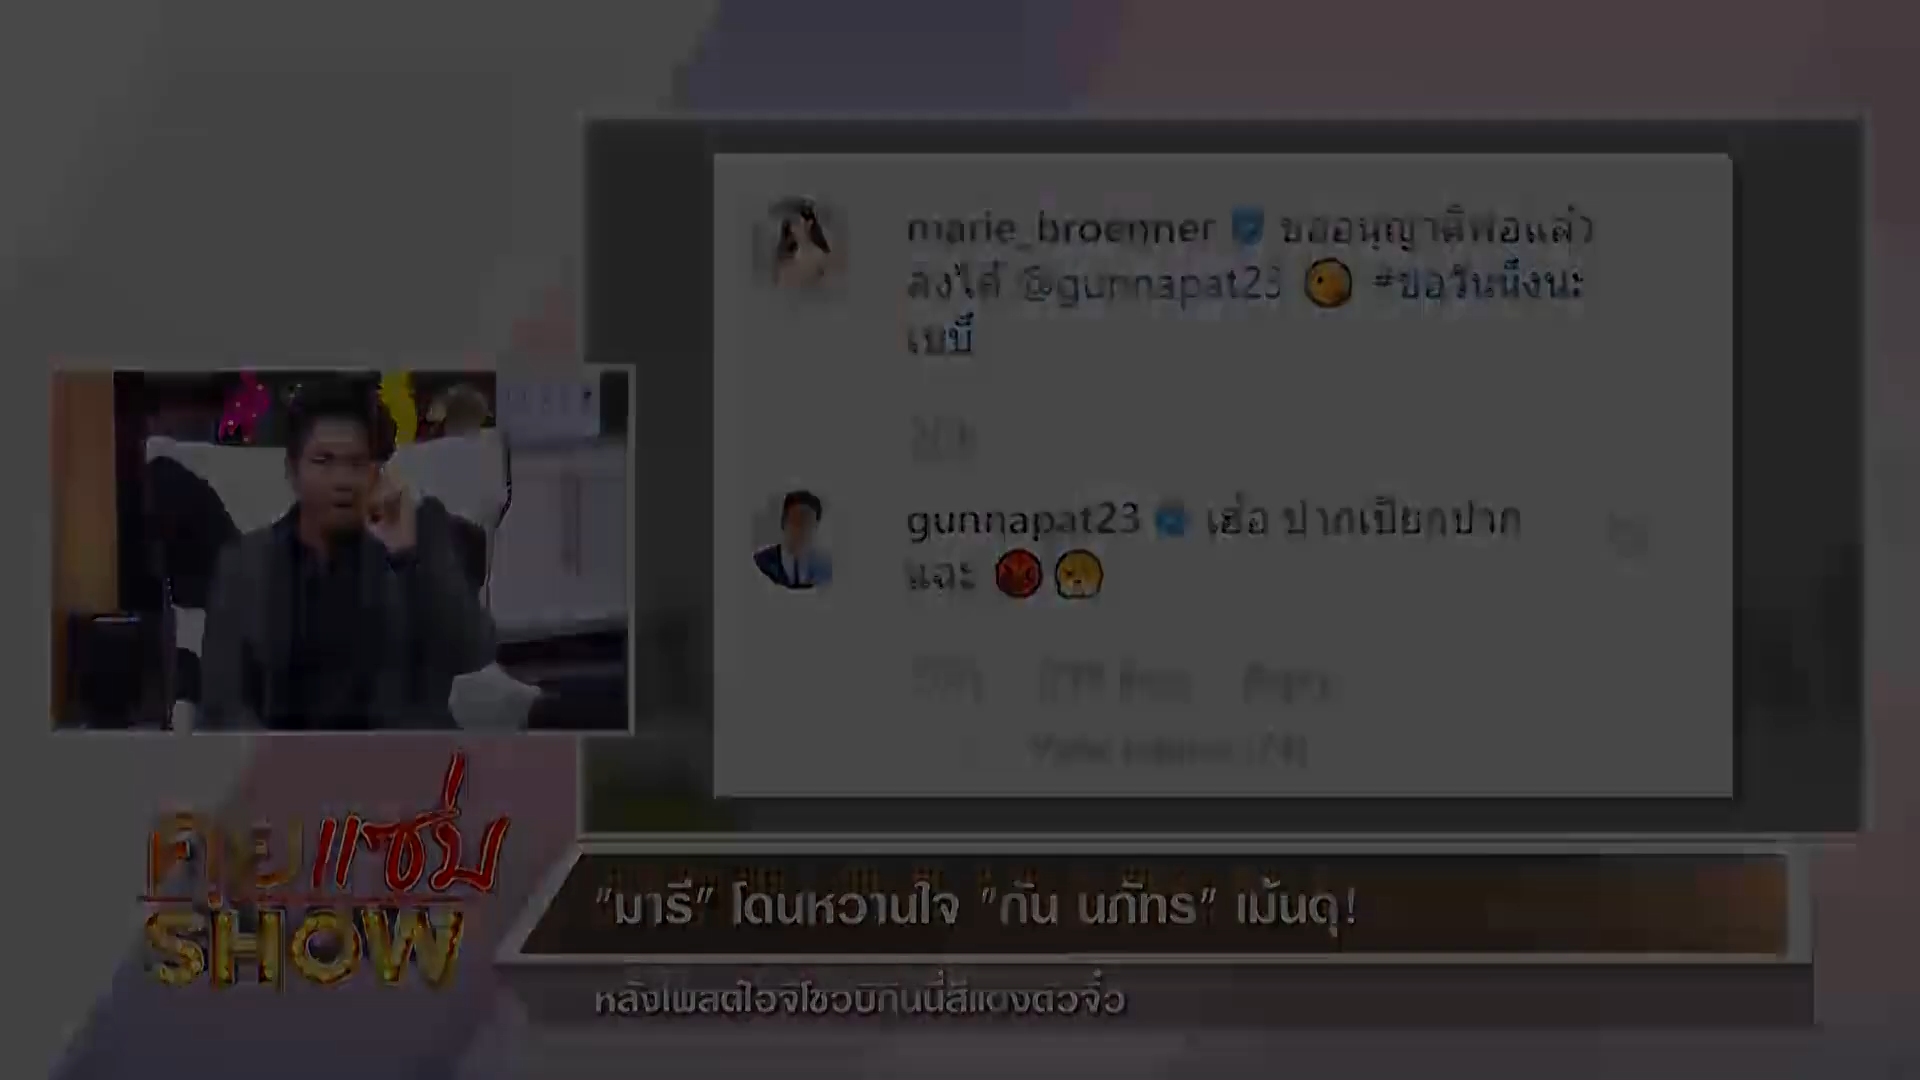 marie_broenner ขออนุญาติพ่อแล้ว
ลงได้ @gunnapat23 #ขอวันนึงนะ
เบบี๋
gunnapat23 เฮ่อ ปากเปียกปาก
แฉะ
คุยแซ่บ
SHOW
"มารี" โดนหวานใจ "กัน นภัทร" เม้นดุ!
หลังโพสต์ไอจีโชว์บิกินนี่สีแดงตัวจิ๋ว